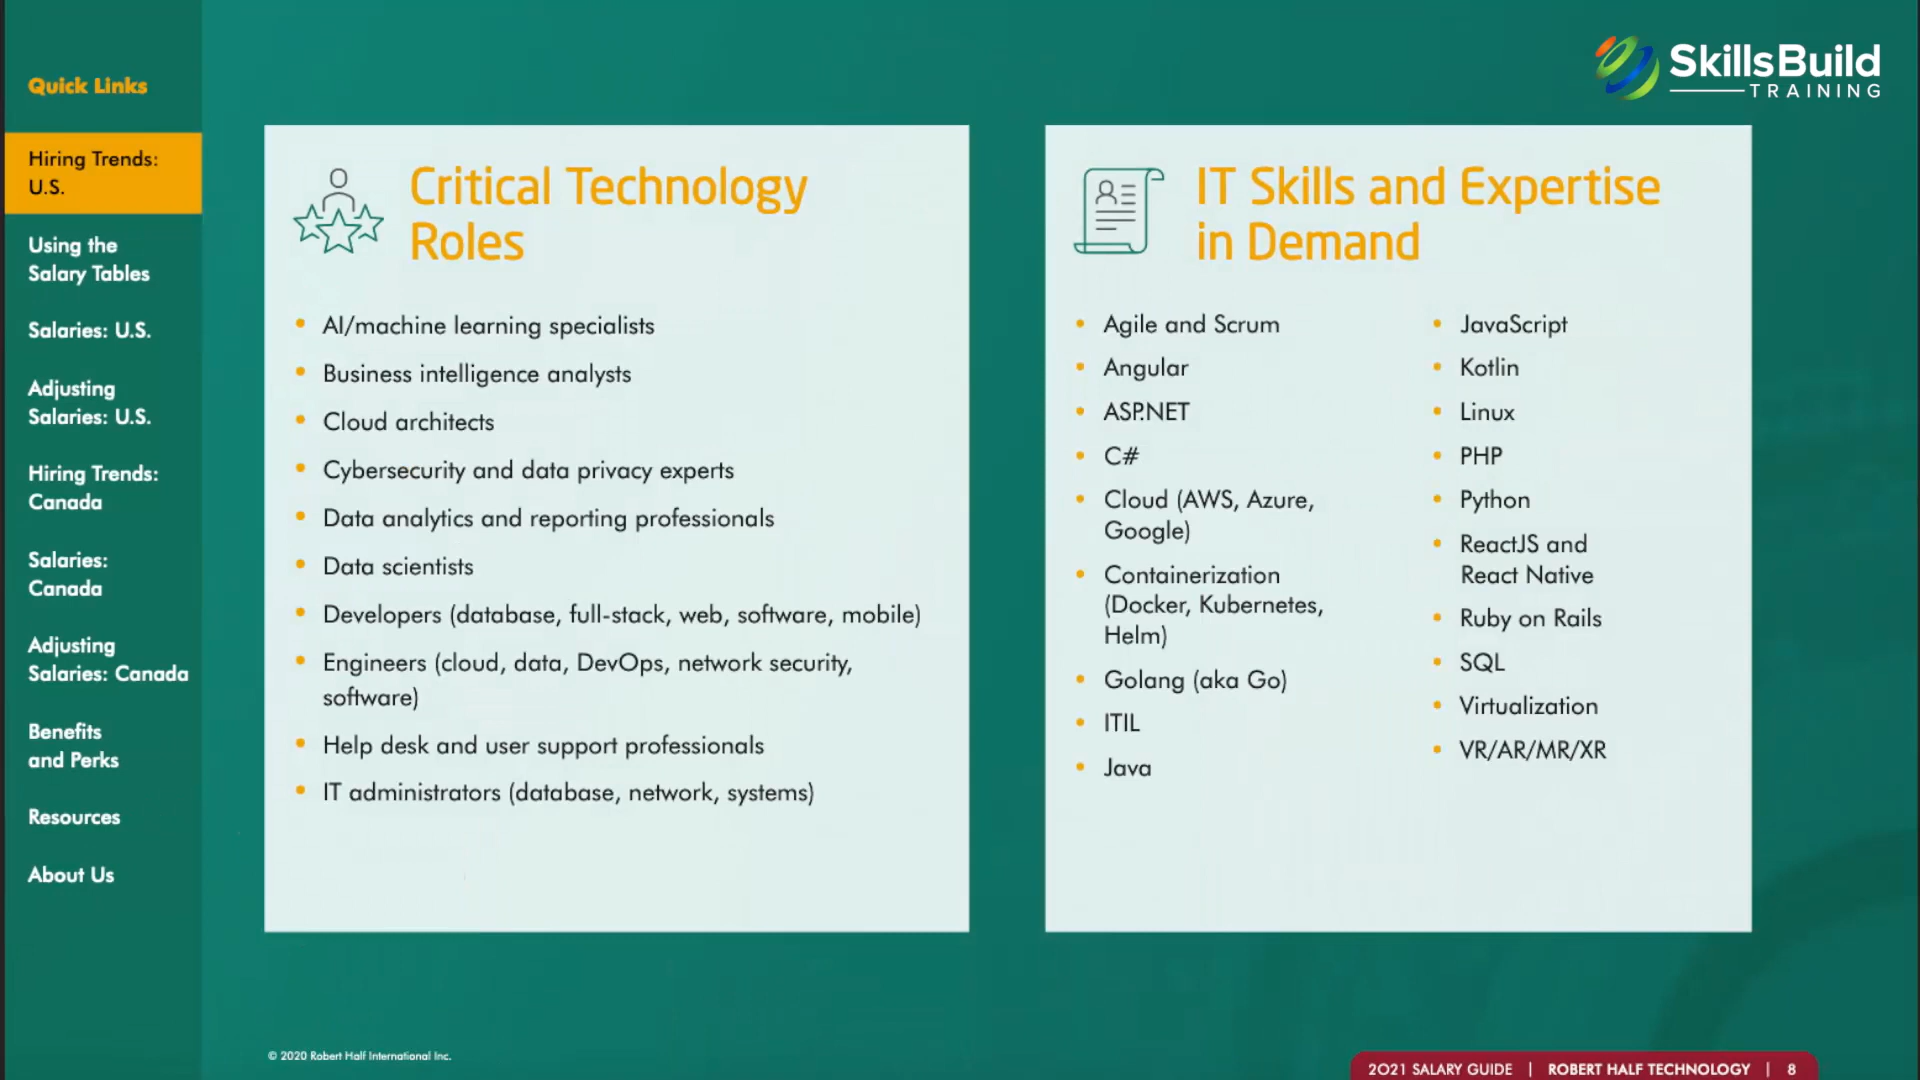 Quick Links
Hiring Trends:
U.S.
Using the
Salary Tables
Salaries: U.S.
Adjusting
Salaries: U.S.
Hiring Trends:
Canada
Salaries:
Canada
Adjusting
Salaries: Canada
Benefits
and Perks
Resources
About Us
SkillsBuild
TRAINING
Critical Technology
Roles
• AI/machine learning specialists
• Business intelligence analysts
• Cloud architects
• Cybersecurity and data privacy experts
• Data analytics and reporting professionals
• Data scientists
• Developers (database, full-stack, web, software, mobile)
• Engineers (cloud, data, DevOps, network security,
software)
• Help desk and user support professionals
• IT administrators (database, network, systems)
IT Skills and Expertise
in Demand
• Agile and Scrum
• Angular
• ASP.NET
• C#
• Cloud (AWS, Azure,
Google)
• Containerization
(Docker, Kubernetes,
Helm)
• Golang (aka Go)
• ITIL
• Java
• JavaScript
• Kotlin
• Linux
• PHP
• Python
• ReactJS and
React Native
• Ruby on Rails
• SQL
• Virtualization
• VR/AR/MR/XR
© 2020 Robert Half International Inc.
2021 SALARY GUIDE | ROBERT HALF TECHNOLOGY | 8